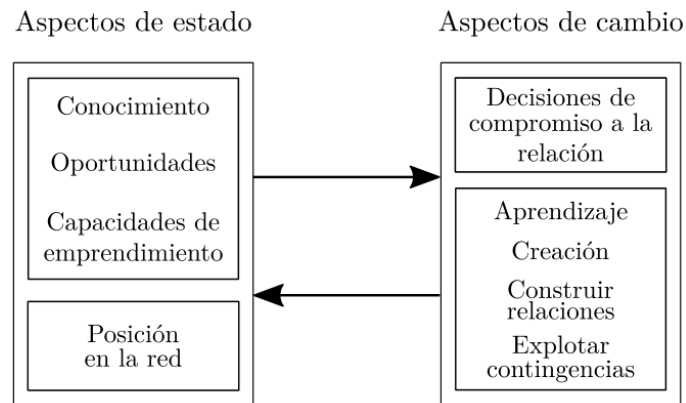 Aspectos de estado
Conocimiento
Oportunidades
Capacidades de
emprendimiento
Posición
en la red
Aspectos de cambio
Decisiones de
compromiso a la
relación
Aprendizaje
Creación
Construir
relaciones
Explotar
contingencias